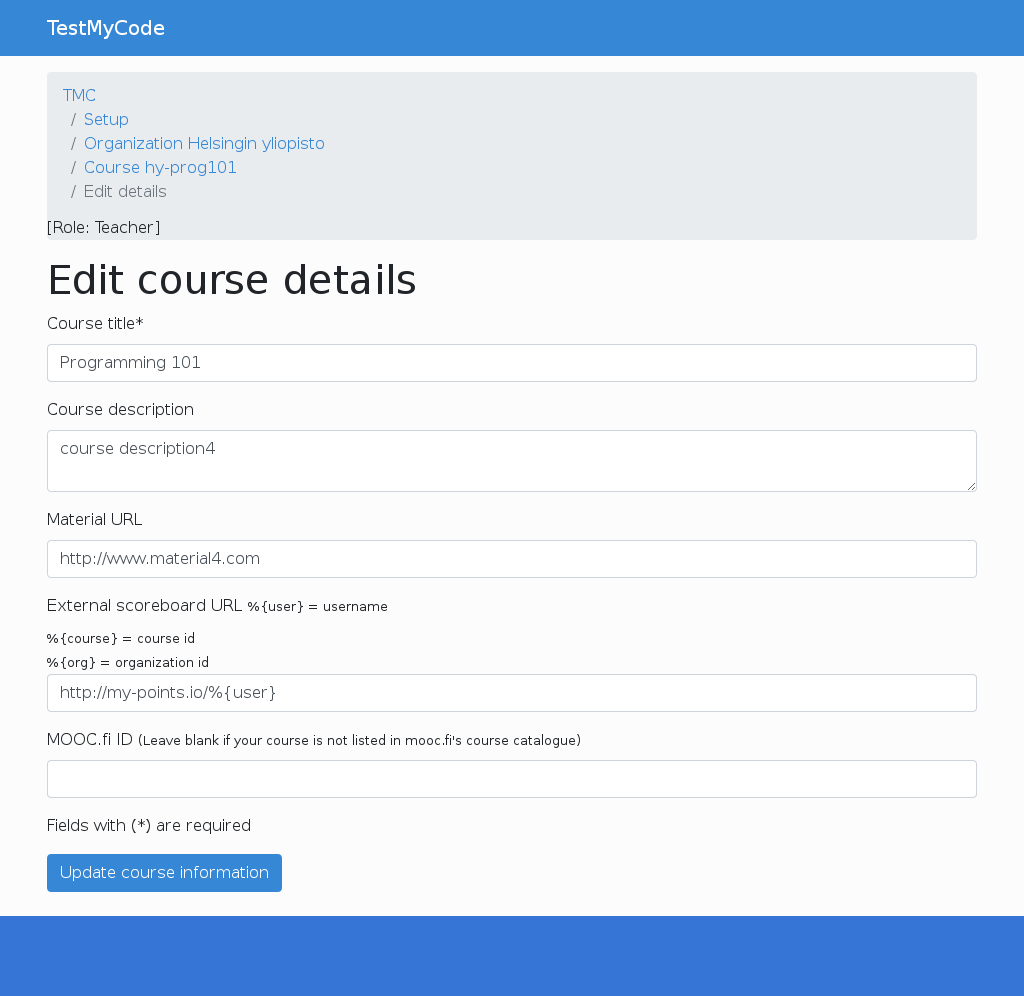 TestMyCode
TMC
/ Setup
/ Organization Helsingin yliopisto
/ Course hy-prog101
/ Edit details
[Role: Teacher]
Edit course details
Course title*
Programming 101
Course description
course description4
Material URL
http://www.material4.com
External scoreboard URL %{user} = username
%{course} = course id
%{org} = organization id
http://my-points.io/%{user}
MOOC.fi ID (Leave blank if your course is not listed in mooc.fi's course catalogue)
Fields with (*) are required
Update course information